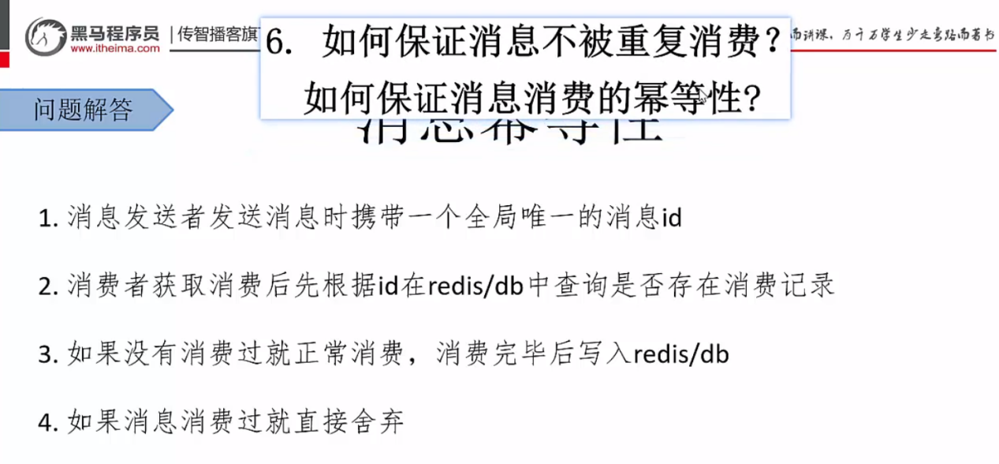 黑马程序员 | 传智播客旗下
www.itheima.com
而讲课，为千万学生少走弯路而著书
6. 如何保证消息不被重复消费？
如何保证消息消费的幂等性?
问题解答
消息幂等性
1. 消息发送者发送消息时携带一个全局唯一的消息id
2. 消费者获取消费后先根据id在redis/db中查询是否存在消费记录
3. 如果没有消费过就正常消费，消费完毕后写入redis/db
4. 如果消息消费过就直接舍弃